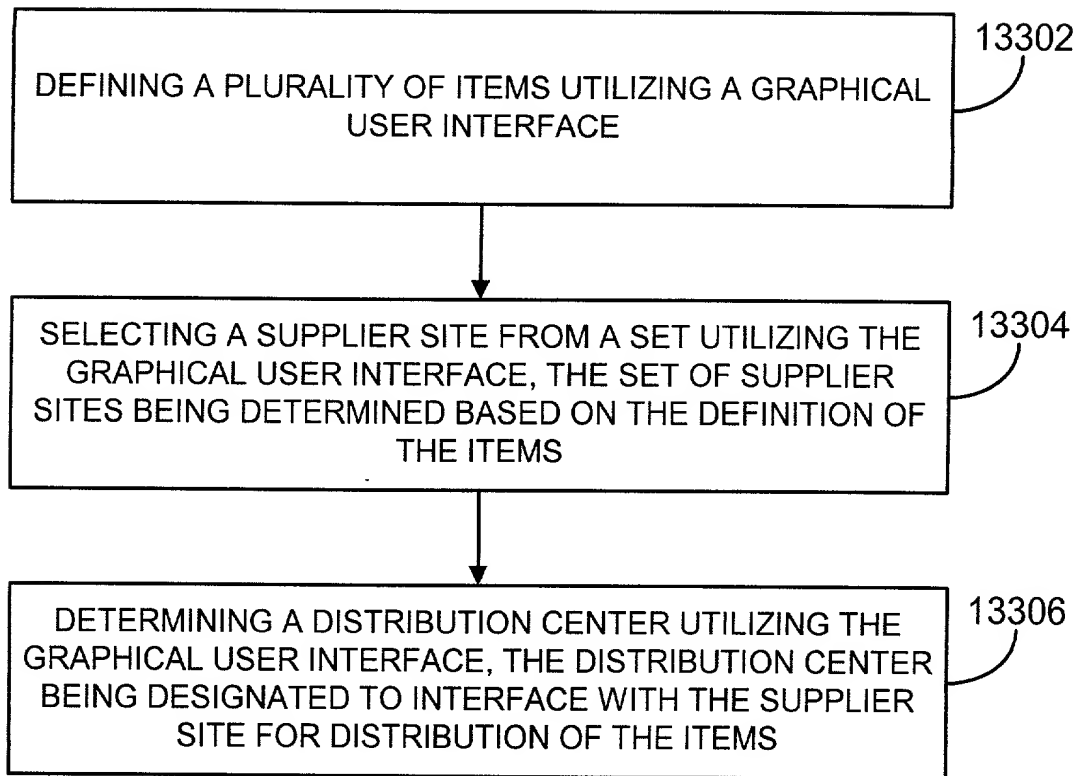 13302
DEFINING A PLURALITY OF ITEMS UTILIZING A GRAPHICAL
USER INTERFACE
13304
SELECTING A SUPPLIER SITE FROM A SET UTILIZING THE
GRAPHICAL USER INTERFACE, THE SET OF SUPPLIER
SITES BEING DETERMINED BASED ON THE DEFINITION OF
THE ITEMS
13306
DETERMINING A DISTRIBUTION CENTER UTILIZING THE
GRAPHICAL USER INTERFACE, THE DISTRIBUTION CENTER
BEING DESIGNATED TO INTERFACE WITH THE SUPPLIER
SITE FOR DISTRIBUTION OF THE ITEMS